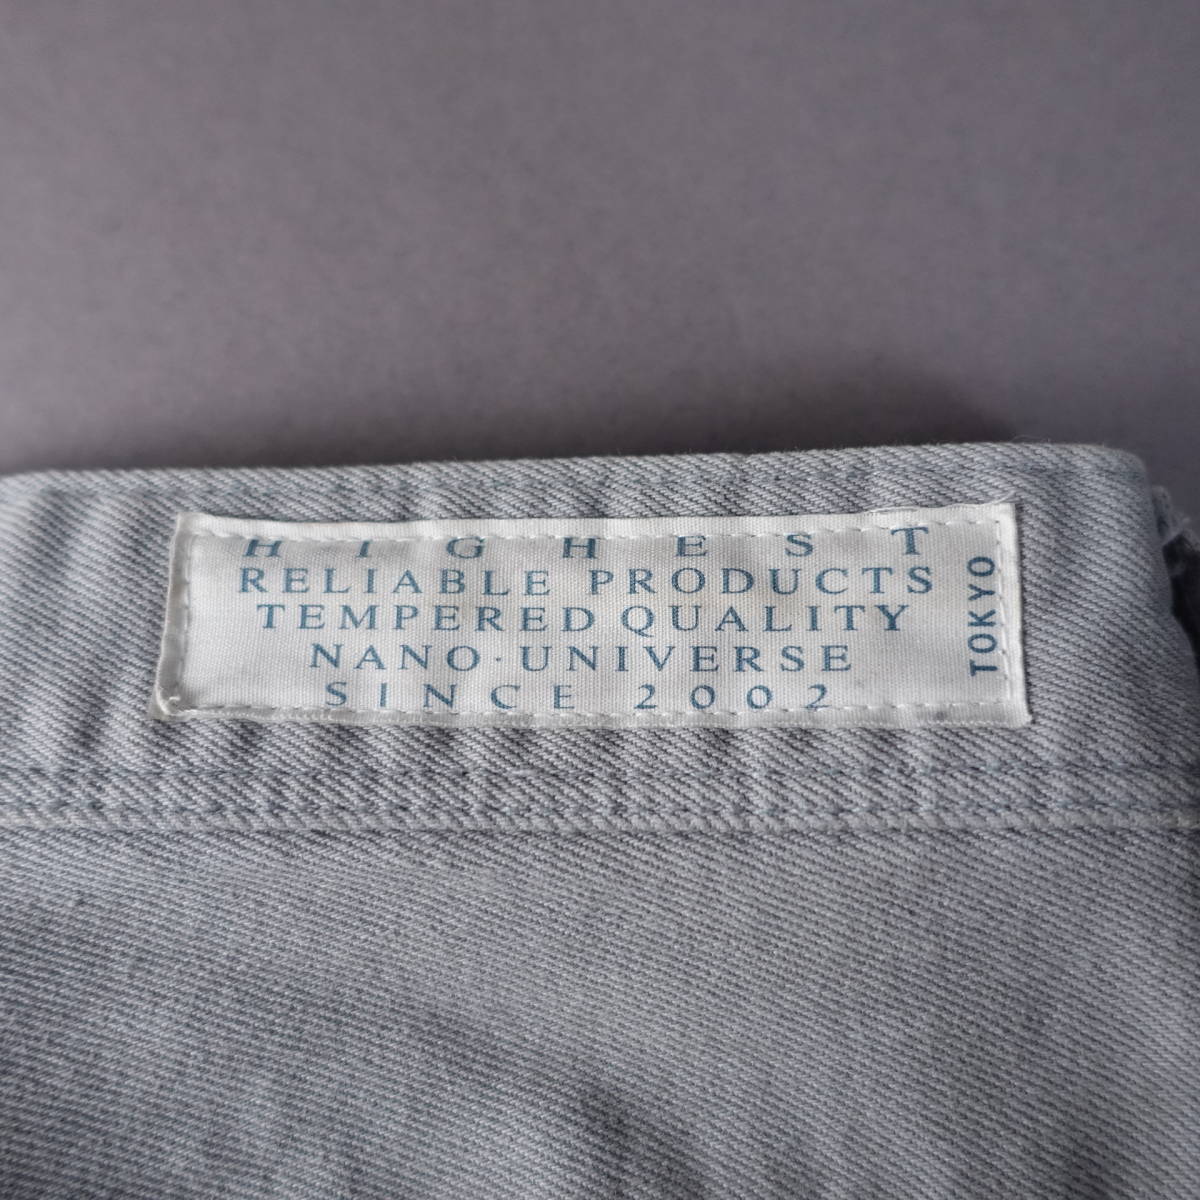 HIGHEST
RELIABLE PRODUCTS
TEMPERED QUALITY
NANO·UNIVERSE
SINCE 2002
TOKYO